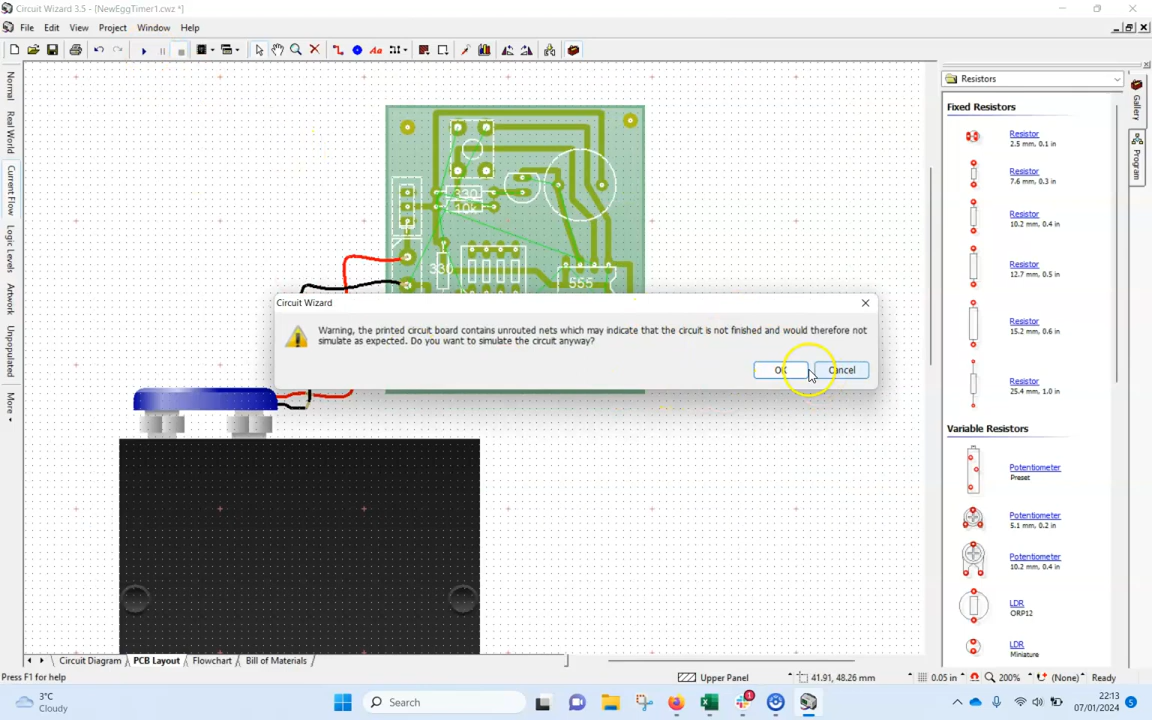 Circuit Wizard 3.5 - [NewEggTimer1.cwz *]
File Edit View Project Window Help
Aa
Resistors
Normal
Real World
Current Flow
Logic Levels
Artwork
Unpopulated
More
330
10k
330
555
Circuit Wizard
Warning, the printed circuit board contains unrouted nets which may indicate that the circuit is not finished and would therefore not
simulate as expected. Do you want to simulate the circuit anyway?
OK
Cancel
Fixed Resistors
Resistor
2.5 mm, 0.1 in
Resistor
7.6 mm, 0.3 in
Resistor
10.2 mm, 0.4 in
Resistor
12.7 mm, 0.5 in
Resistor
15.2 mm, 0.6 in
Resistor
25.4 mm, 1.0 in
Variable Resistors
Potentiometer
Preset
Potentiometer
5.1 mm, 0.2 in
Potentiometer
10.2 mm, 0.4 in
LDR
ORP12
LDR
Miniature
Gallery
Program
Circuit Diagram PCB Layout Flowchart Bill of Materials
Press F1 for help
Upper Panel
41.91, 48.26 mm
0.05 in
200%
(None)
Ready
3°C
Cloudy
Search
1
22:13
07/01/2024
5